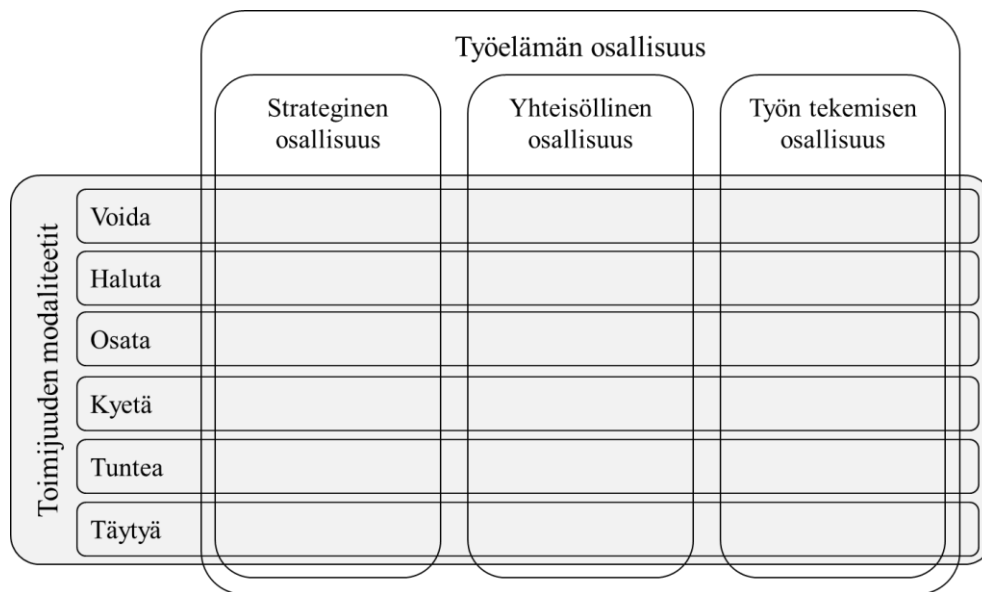 Työelämän osallisuus
Strateginen
osallisuus
Yhteisöllinen
osallisuus
Työn tekemisen
osallisuus
Toimijuuden modaliteetit
Voida
Haluta
Osata
Kyetä
Tuntea
Täytyä